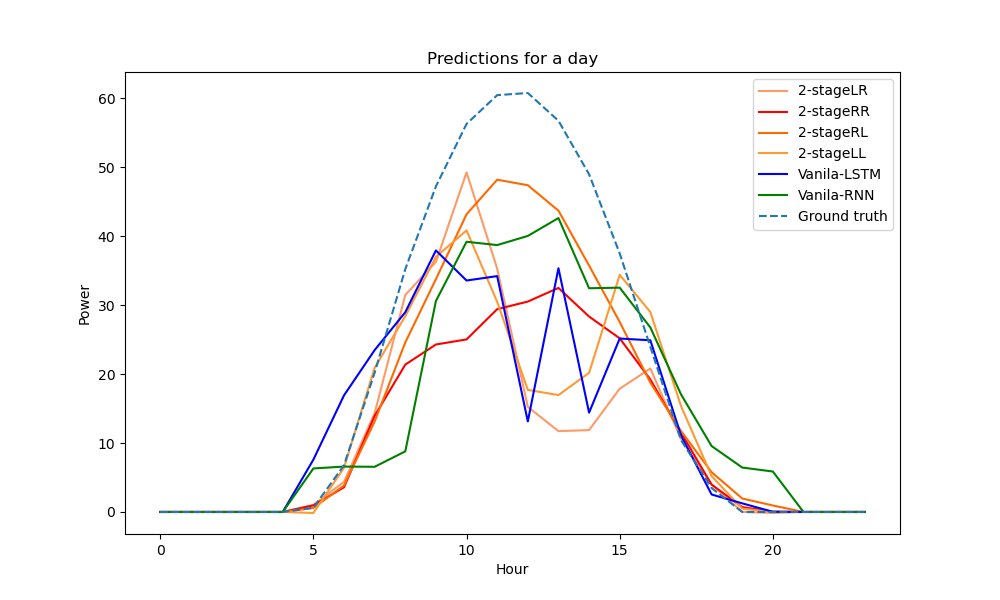 Predictions for a day
2-stageLR
2-stageRR
2-stageRL
2-stageLL
Vanila-LSTM
Vanila-RNN
Ground truth
60
50
40
30
20
10
0
Power
0 5 10 15 20
Hour